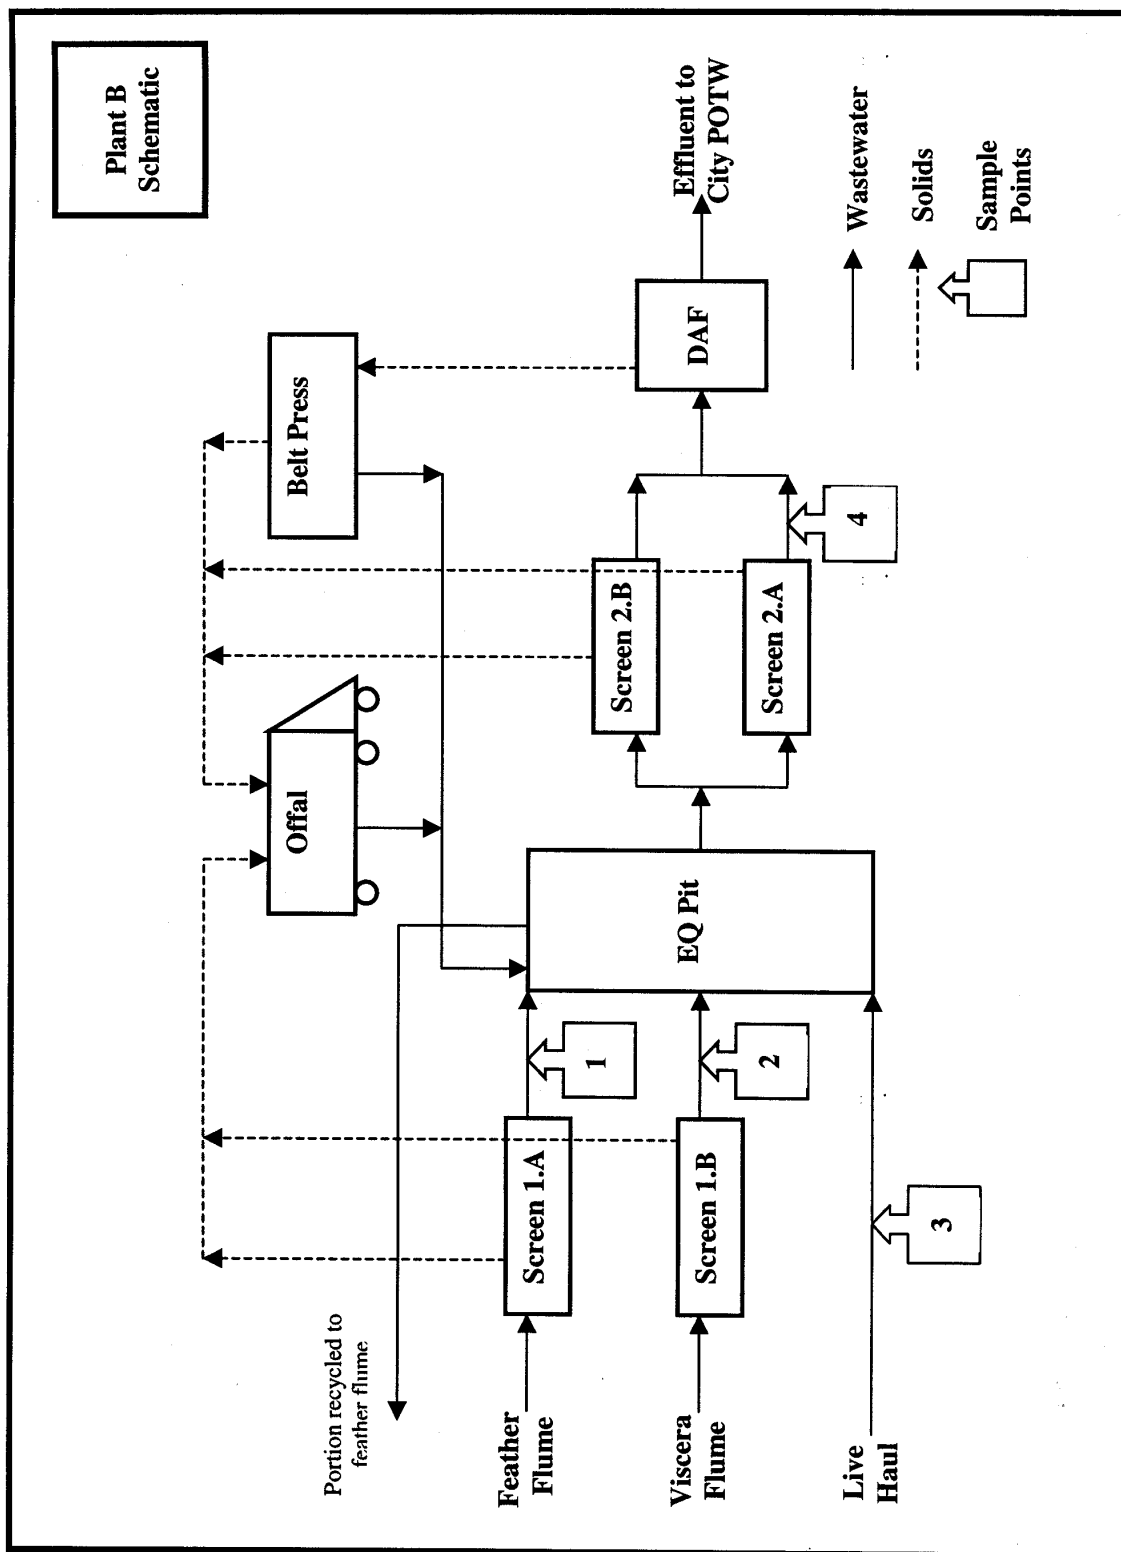 Plant B
Schematic
Portion recycled to
feather flume
Feather
Flume
Viscera
Flume
Live
Haul
Screen 1.A
Screen 1.B
1
2
3
EQ Pit
Offal
Belt Press
Screen 2.B
Screen 2.A
4
DAF
Effluent to
City POTW
Wastewater
Solids
Sample
Points